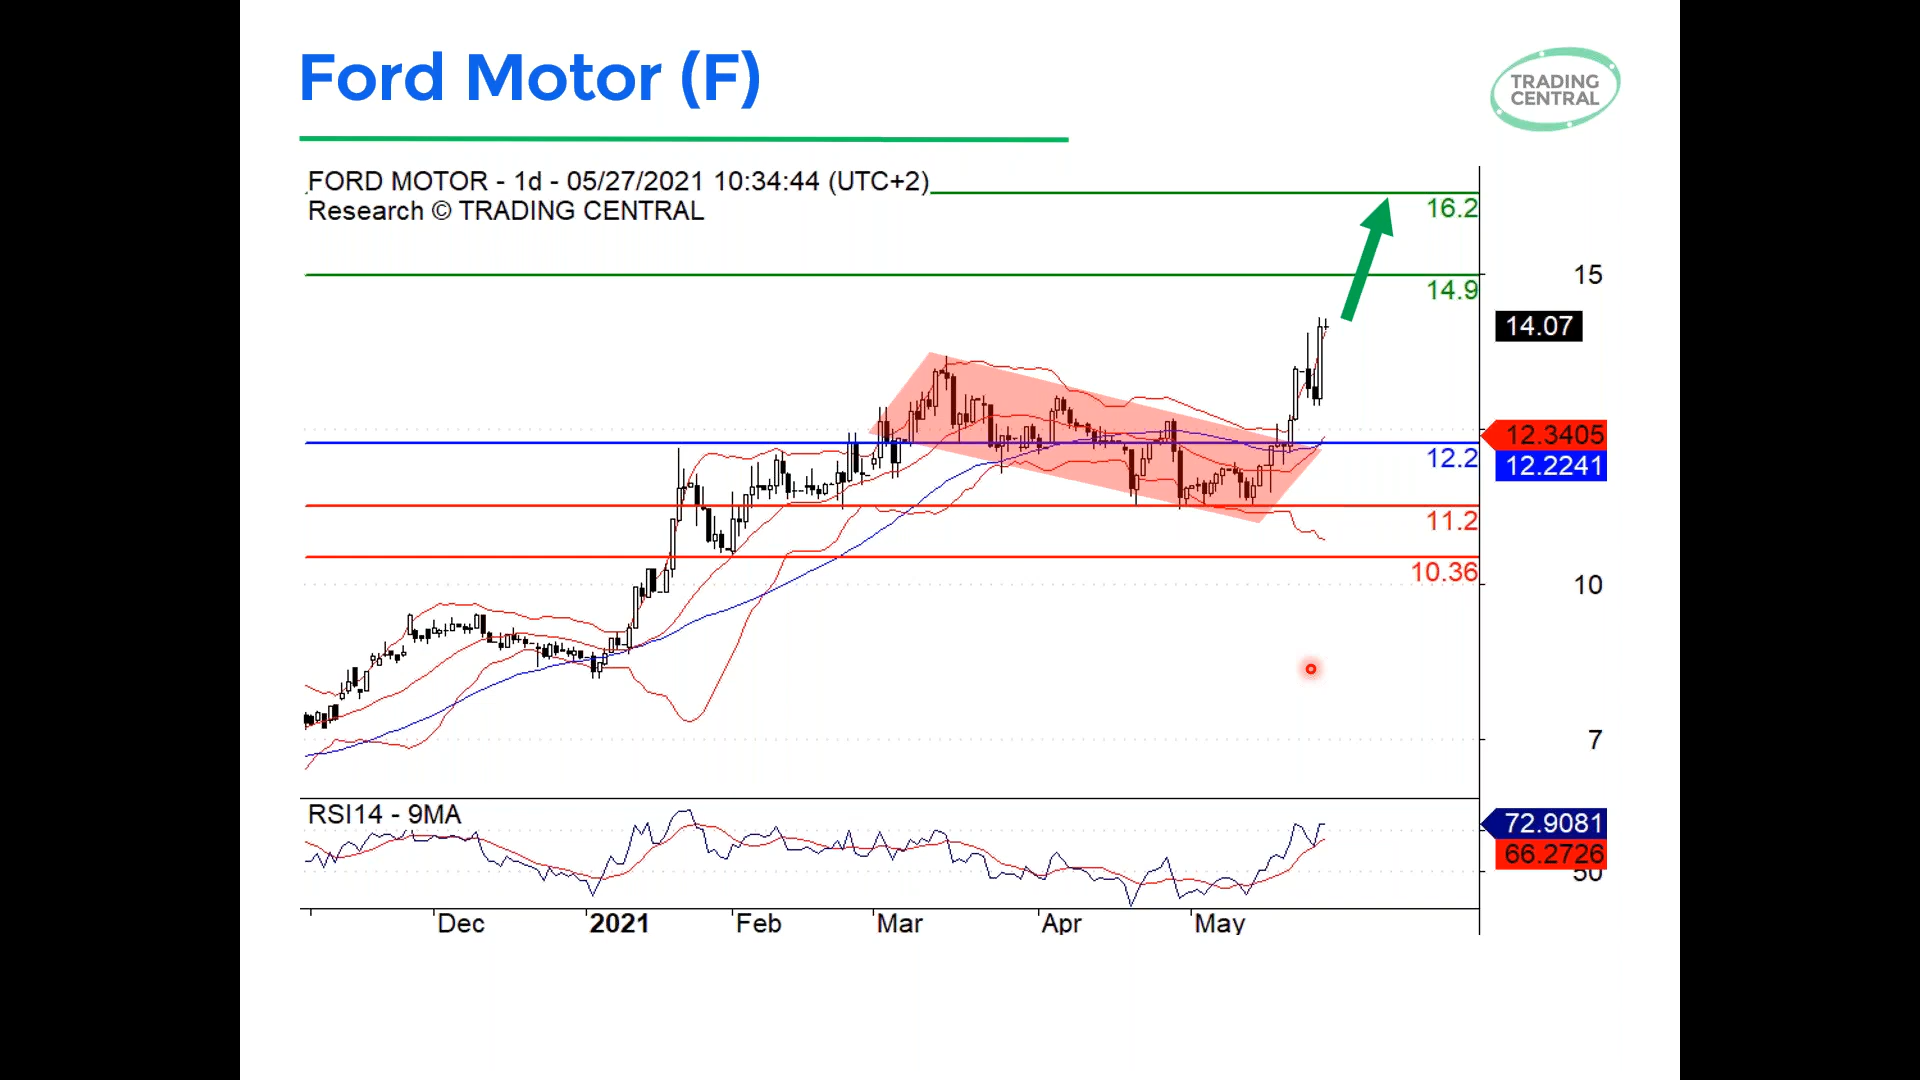 Ford Motor (F)
TRADING
CENTRAL
FORD MOTOR - 1d - 05/27/2021 10:34:44 (UTC+2)
Research © TRADING CENTRAL
16.2
15
14.9
14.07
12.3405
12.2
12.2241
11.2
10.36
10
7
RSI14 - 9MA
72.9081
66.2726
50
Dec 2021 Feb Mar Apr May